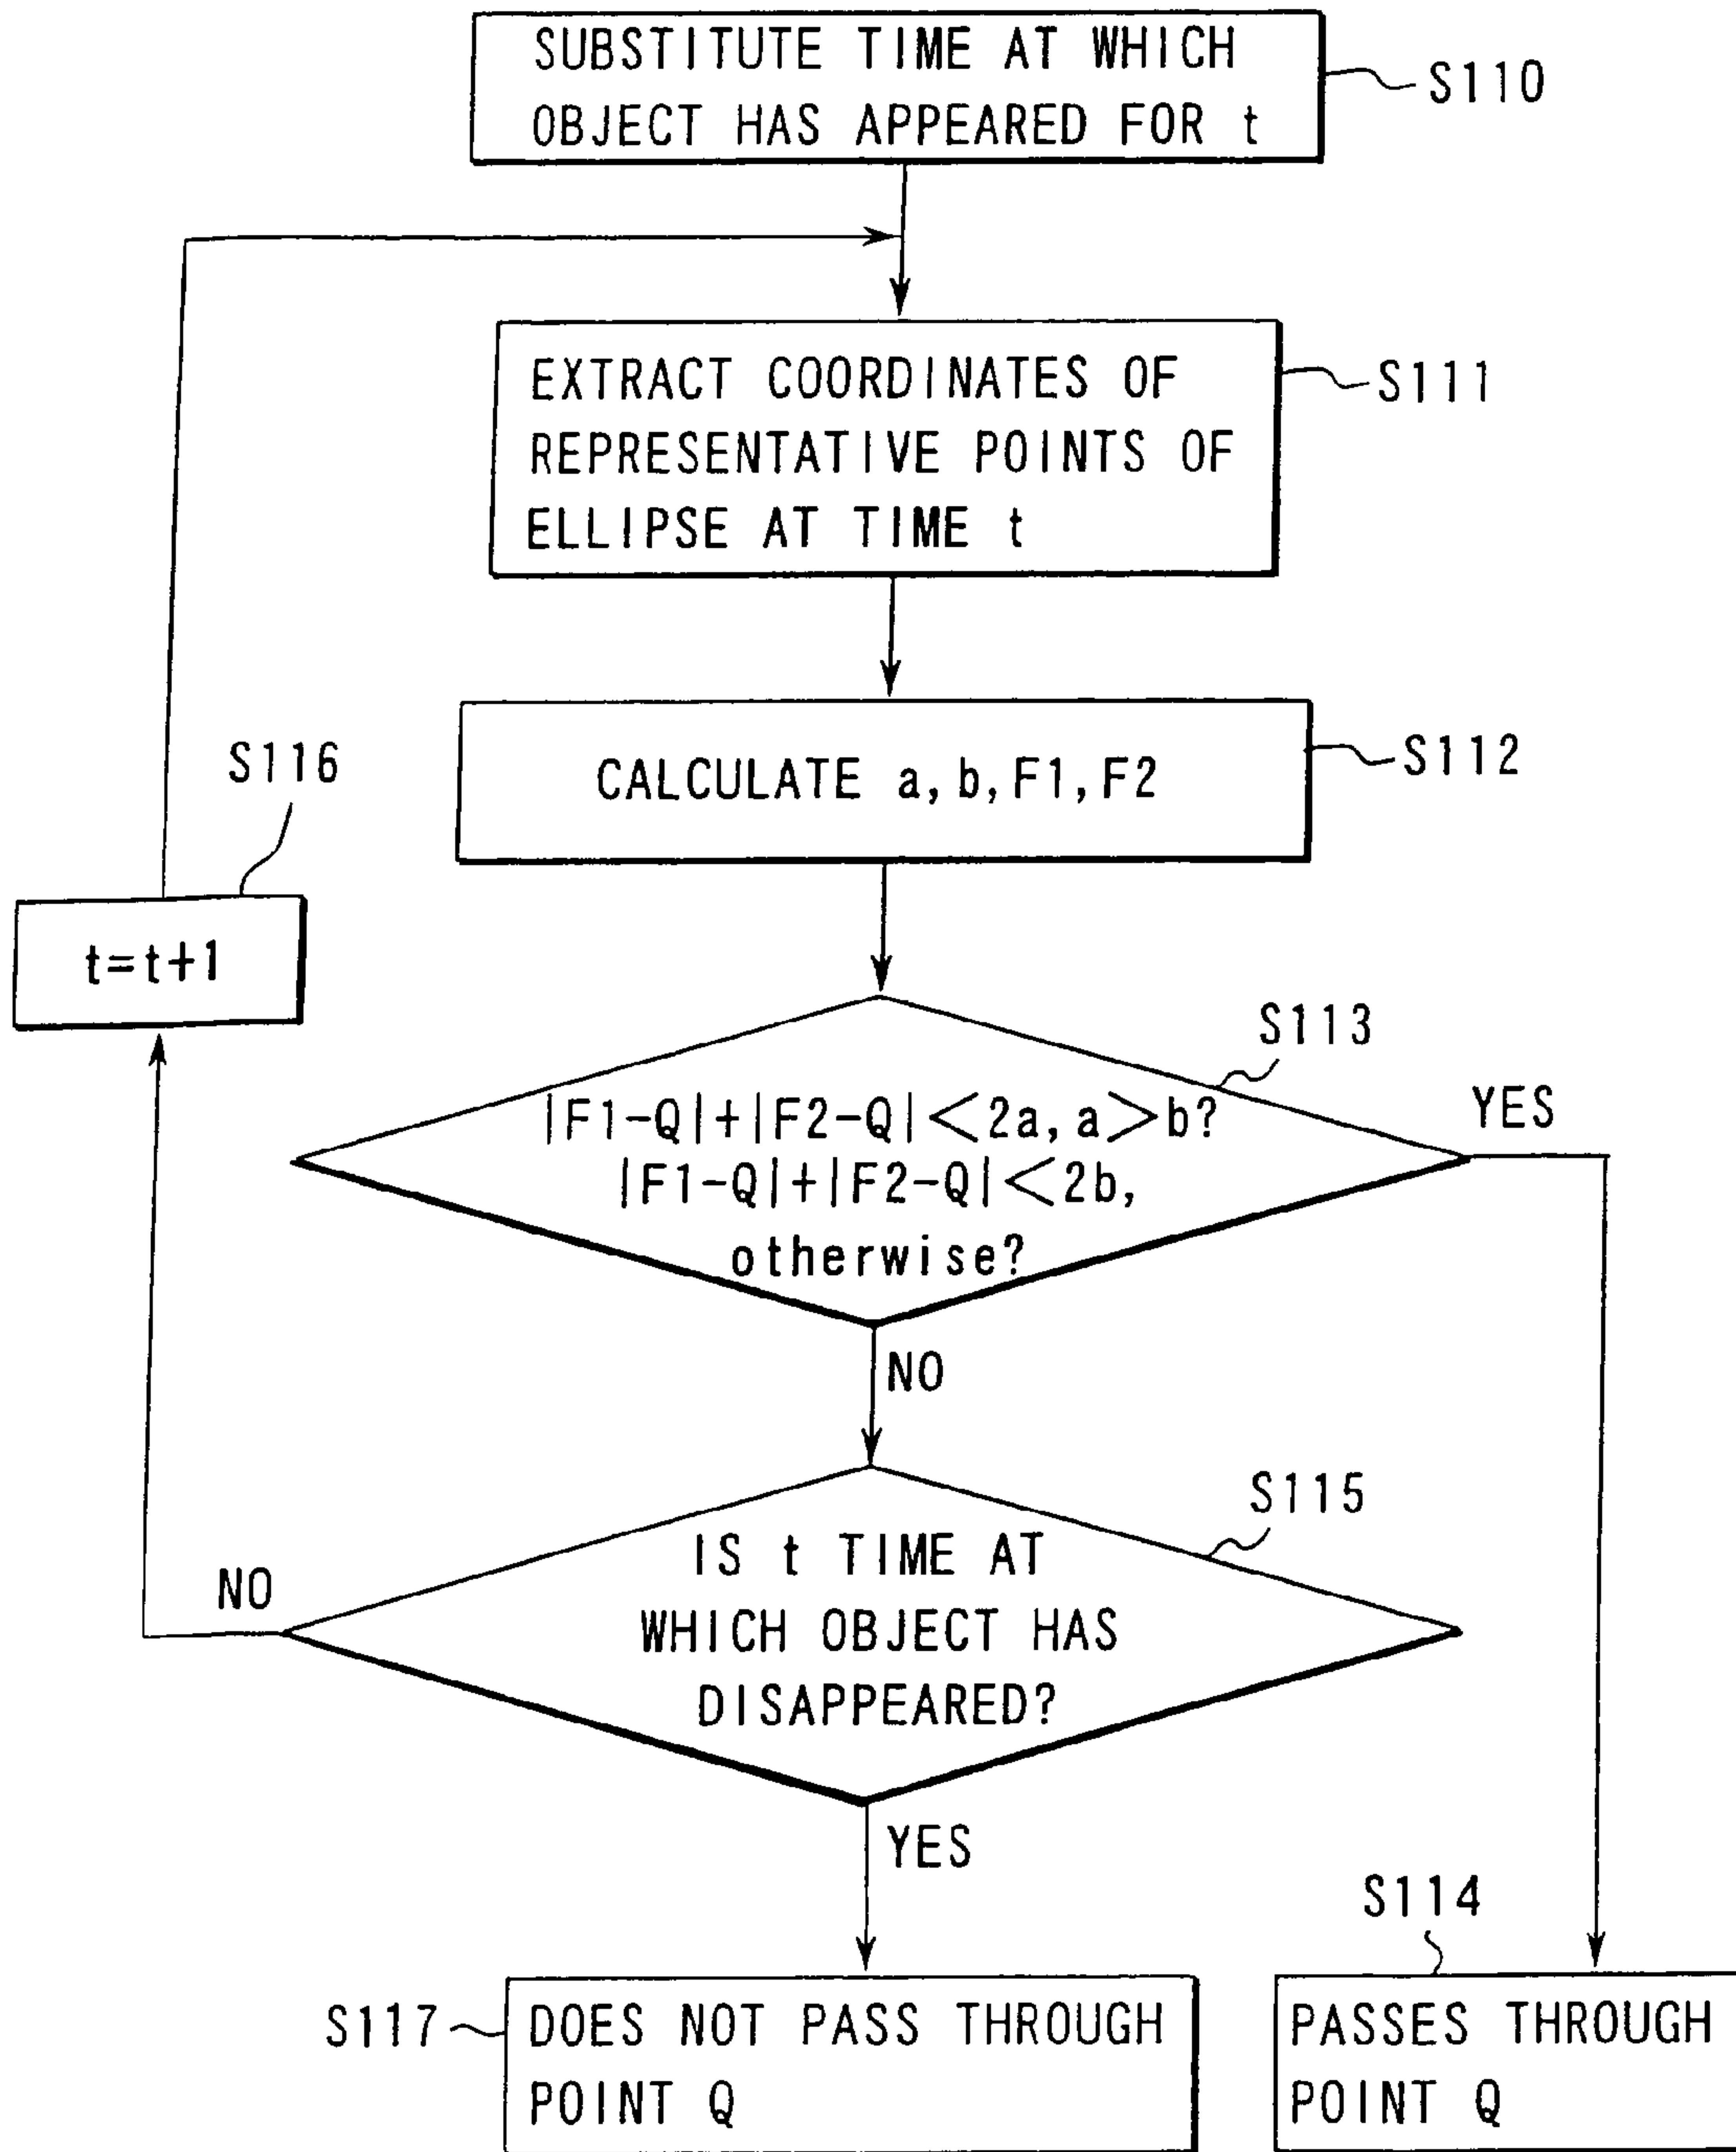 SUBSTITUTE TIME AT WHICH
OBJECT HAS APPEARED FOR t
S110
EXTRACT COORDINATES OF
REPRESENTATIVE POINTS OF
ELLIPSE AT TIME t
S111
CALCULATE a, b, F1, F2
S112
S116
t=t+1
S113
|F1-Q|+|F2-Q|<2a, a>b?
|F1-Q|+|F2-Q|<2b,
otherwise?
YES
NO
S115
IS t TIME AT
WHICH OBJECT HAS
DISAPPEARED?
NO
YES
S114
S117
DOES NOT PASS THROUGH
POINT Q
PASSES THROUGH
POINT Q